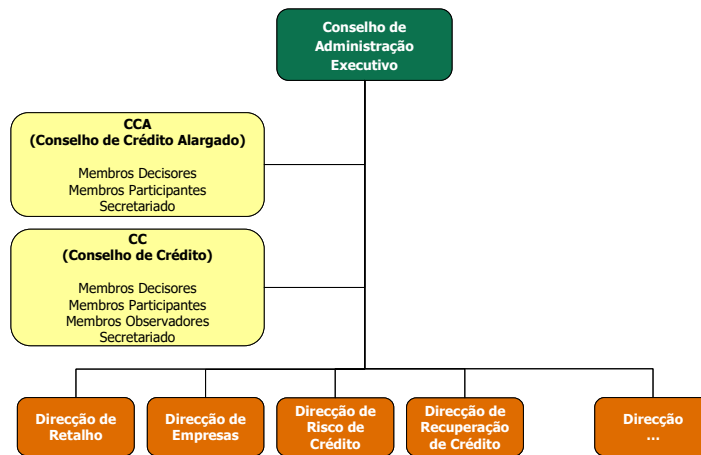 Conselho de
Administração
Executivo
CCA
(Conselho de Crédito Alargado)
Membros Decisores
Membros Participantes
Secretariado
CC
(Conselho de Crédito)
Membros Decisores
Membros Participantes
Membros Observadores
Secretariado
Direcção de
Retalho
Direcção de
Empresas
Direcção de
Risco de
Crédito
Direcção de
Recuperação
de Crédito
Direcção
...